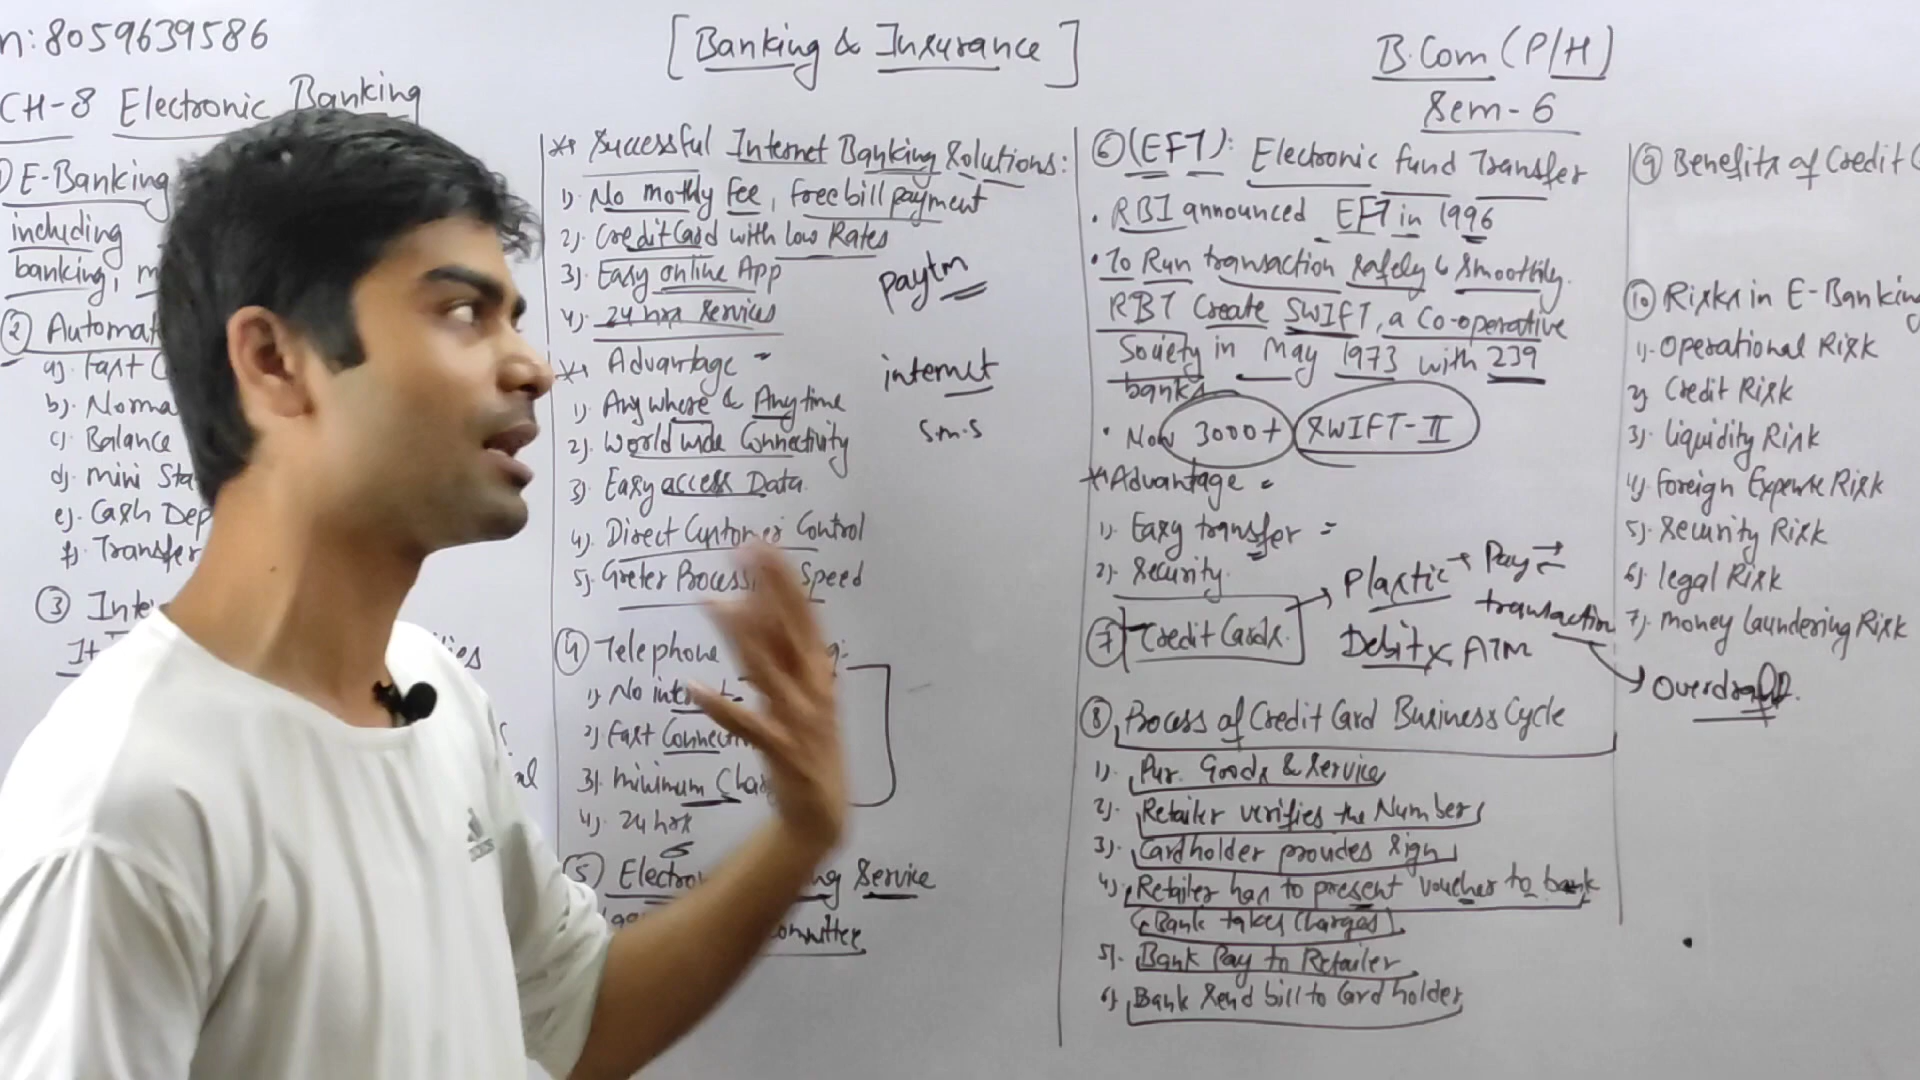 n: 8059639586
[Banking & Insurance]
B.Com (P/H)
Sem-6
CH-8 Electronic Banking
1) E-Banking
including
banking,
② Automat
a). Fast C
b). Norma
c). Balance
d). Mini Sta
e). Cash Dep
f). Transfer
③ Inte
It
ies
** Successful Internet Banking Solutions:
1). No mothly fee, free bill payment
2). Credit Card with low Rates
3). Easy online App
4). 24 hrs Services
** Advantage =
1). Any where & Anytime
2). World wide Connectivity
3). Easy access Data.
4). Direct Customer Control
5). Greter Process Speed
paytm
internet
S.m.s
④ Telephone g:-
1). No inte
2). Fast Connec
3). Minimum Char
4). 24 hrs
⑤ Electro ng Service
ommittee
⑥ (EFT): Electronic fund Transfer
• RBI announced EFT in 1996
• To Run transaction safely & smoothly.
RBI Create SWIFT, a Co-operative
Society in May 1973 with 239
banks
• Now 3000+ SWIFT-II
** Advantage =
1). Easy transfer =
2). Security.
⑦ Credit Cards. → Plastic → Pay
transaction
Debit x ATM
Overdraft.
⑧ Process of Credit Card Business Cycle
1). Pur. Goods & Service
2). Retailer verifies the Numbers
3). Cardholder provides Sign
4). Retailer has to present voucher to bank
(Bank takes Charges)
5). Bank Pay to Retailer
6). Bank Send bill to Card holder
⑨ Benefits of Credit C
⑩ Risks in E-Banking
1). Operational Risk
2). Credit Risk
3). liquidity Risk
4). Foreign Expense Risk
5). Security Risk
6). legal Risk
7). Money laundering Risk